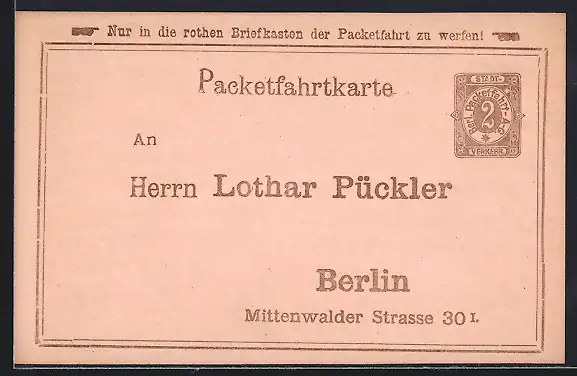 Nur in die rothen Briefkasten der Packetfahrt zu werfen!
Packetfahrtkarte
STADT-
Berl. Packetfahrt-A-G
2
VERKEHR
An
Herrn Lothar Pückler
Berlin
Mittenwalder Strasse 30 I.